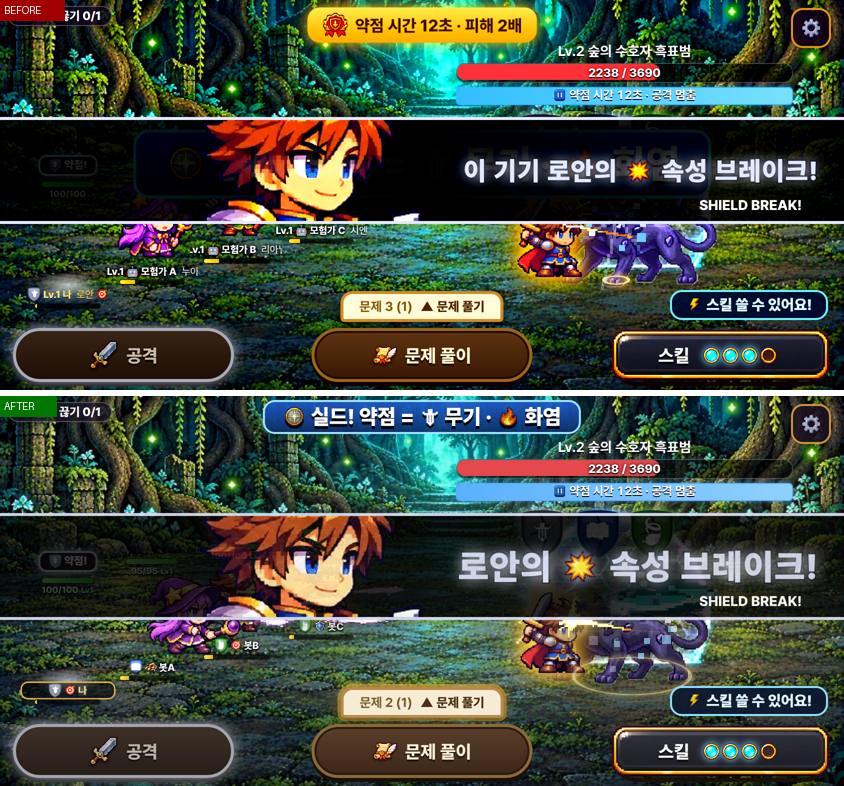 BEFORE
끊기 0/1
약점 시간 12초 · 피해 2배
Lv.2 숲의 수호자 흑표범
2238 / 3690
약점 시간 12초 · 공격 멈춤
약점!
100/100
이 기기 로안의 💥 속성 브레이크!
SHIELD BREAK!
Lv.1 모험가 C 시엔
Lv.1 모험가 B 리아
Lv.1 모험가 A 누아
Lv.1 나 로안
문제 3 (1) ▲ 문제 풀기
⚡ 스킬 쓸 수 있어요!
공격
문제 풀이
스킬
AFTER
끊기 0/1
실드! 약점 = 무기 · 🔥 화염
Lv.2 숲의 수호자 흑표범
2238 / 3690
약점 시간 12초 · 공격 멈춤
약점!
100/100 Lv.1
95/95 Lv.1
로안의 💥 속성 브레이크!
SHIELD BREAK!
봇C
봇B
봇A
나
문제 2 (1) ▲ 문제 풀기
⚡ 스킬 쓸 수 있어요!
공격
문제 풀이
스킬